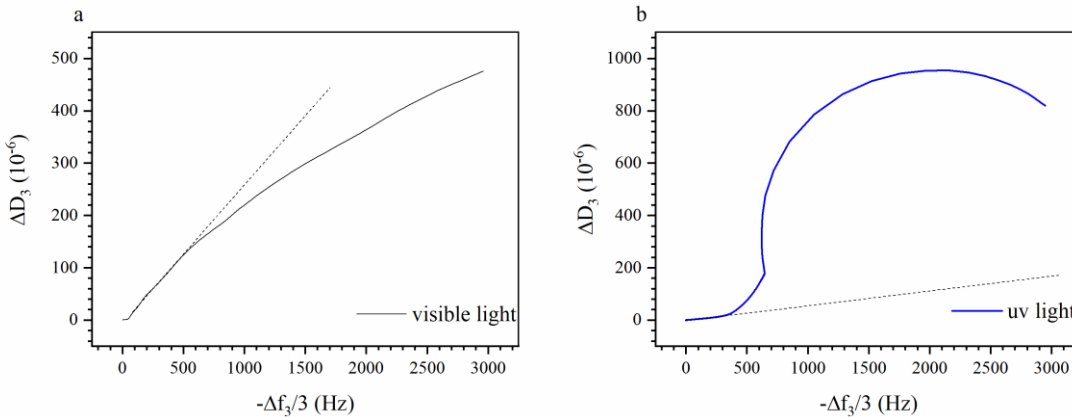 a
500
400
300
200
100
0
ΔD₃ (10⁻⁶)
visible light
0 500 1000 1500 2000 2500 3000
-Δf₃/3 (Hz)
b
1000
800
600
400
200
0
ΔD₃ (10⁻⁶)
uv light
0 500 1000 1500 2000 2500 3000
-Δf₃/3 (Hz)